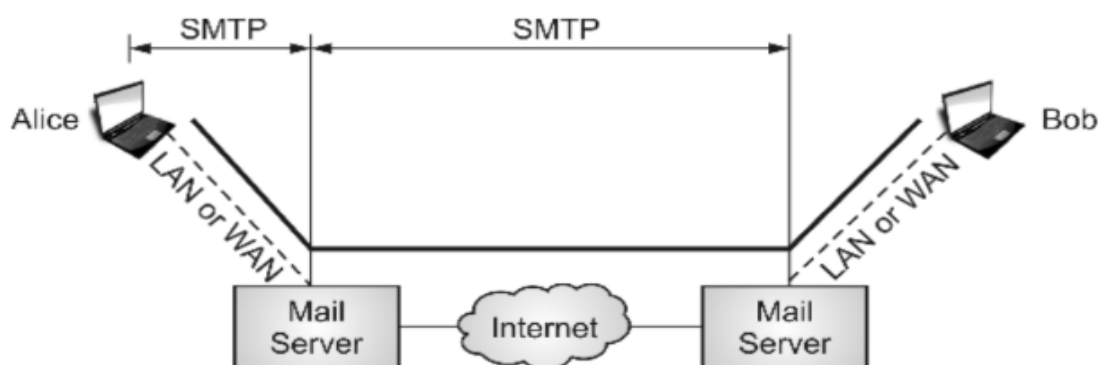 SMTP
SMTP
Alice
Bob
LAN or WAN
LAN or WAN
Mail
Server
Internet
Mail
Server